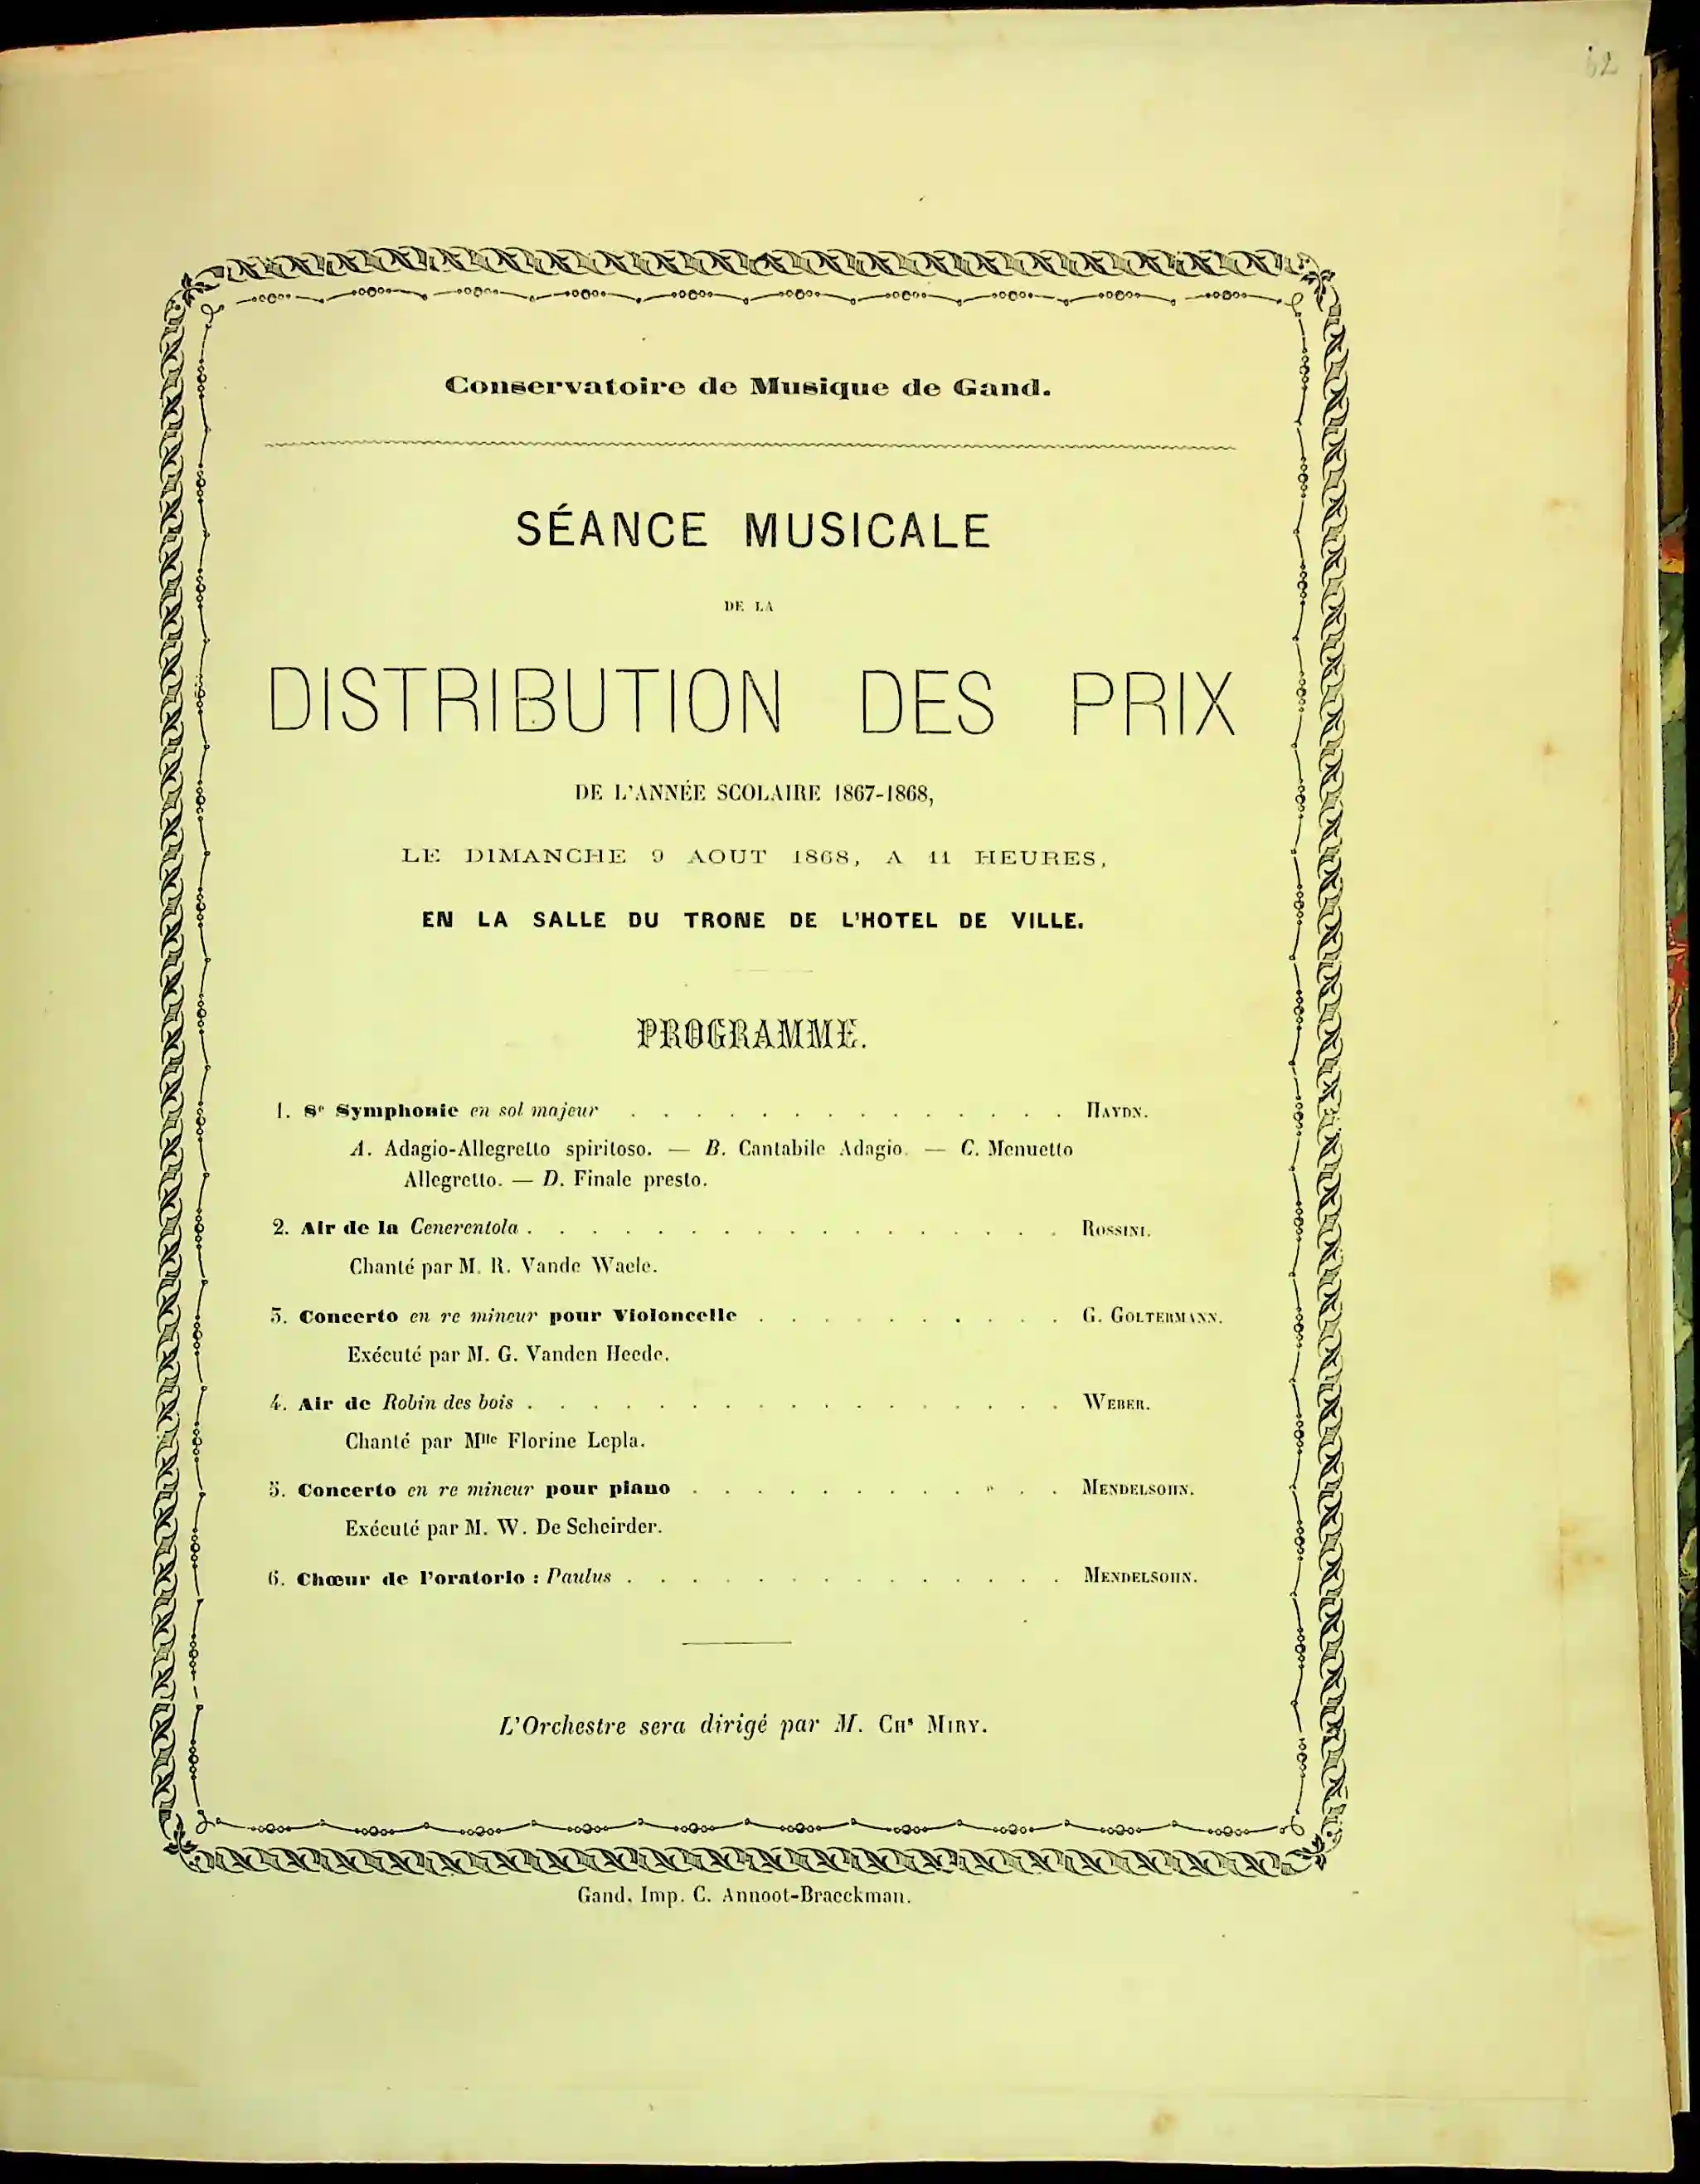 62
Conservatoire de Musique de Gand.
SÉANCE MUSICALE
DE LA
DISTRIBUTION DES PRIX
DE L'ANNÉE SCOLAIRE 1867-1868,
LE DIMANCHE 9 AOUT 1868, A 11 HEURES,
EN LA SALLE DU TRONE DE L'HOTEL DE VILLE.
PROGRAMME.
1. 8e Symphonie en sol majeur . . . . . . . . . . . . . . HAYDN.
A. Adagio-Allegretto spiritoso. — B. Cantabile Adagio. — C. Menuetto
Allegretto. — D. Finale presto.
2. Air de la Cenerentola . . . . . . . . . . . . . . . . . ROSSINI.
Chanté par M. R. Vande Waele.
3. Concerto en re mineur pour Violoncelle . . . . . . . . . . G. GOLTERMANN.
Exécuté par M. G. Vanden Heede.
4. Air de Robin des bois . . . . . . . . . . . . . . . . . WEBER.
Chanté par Mlle Florine Lepla.
5. Concerto en re mineur pour piano . . . . . . . . . . . . MENDELSOHN.
Exécuté par M. W. De Scheirder.
6. Chœur de l'oratorio : Paulus . . . . . . . . . . . . . . MENDELSOHN.
L'Orchestre sera dirigé par M. CHs MIRY.
Gand, Imp. C. Annoot-Braeckman.